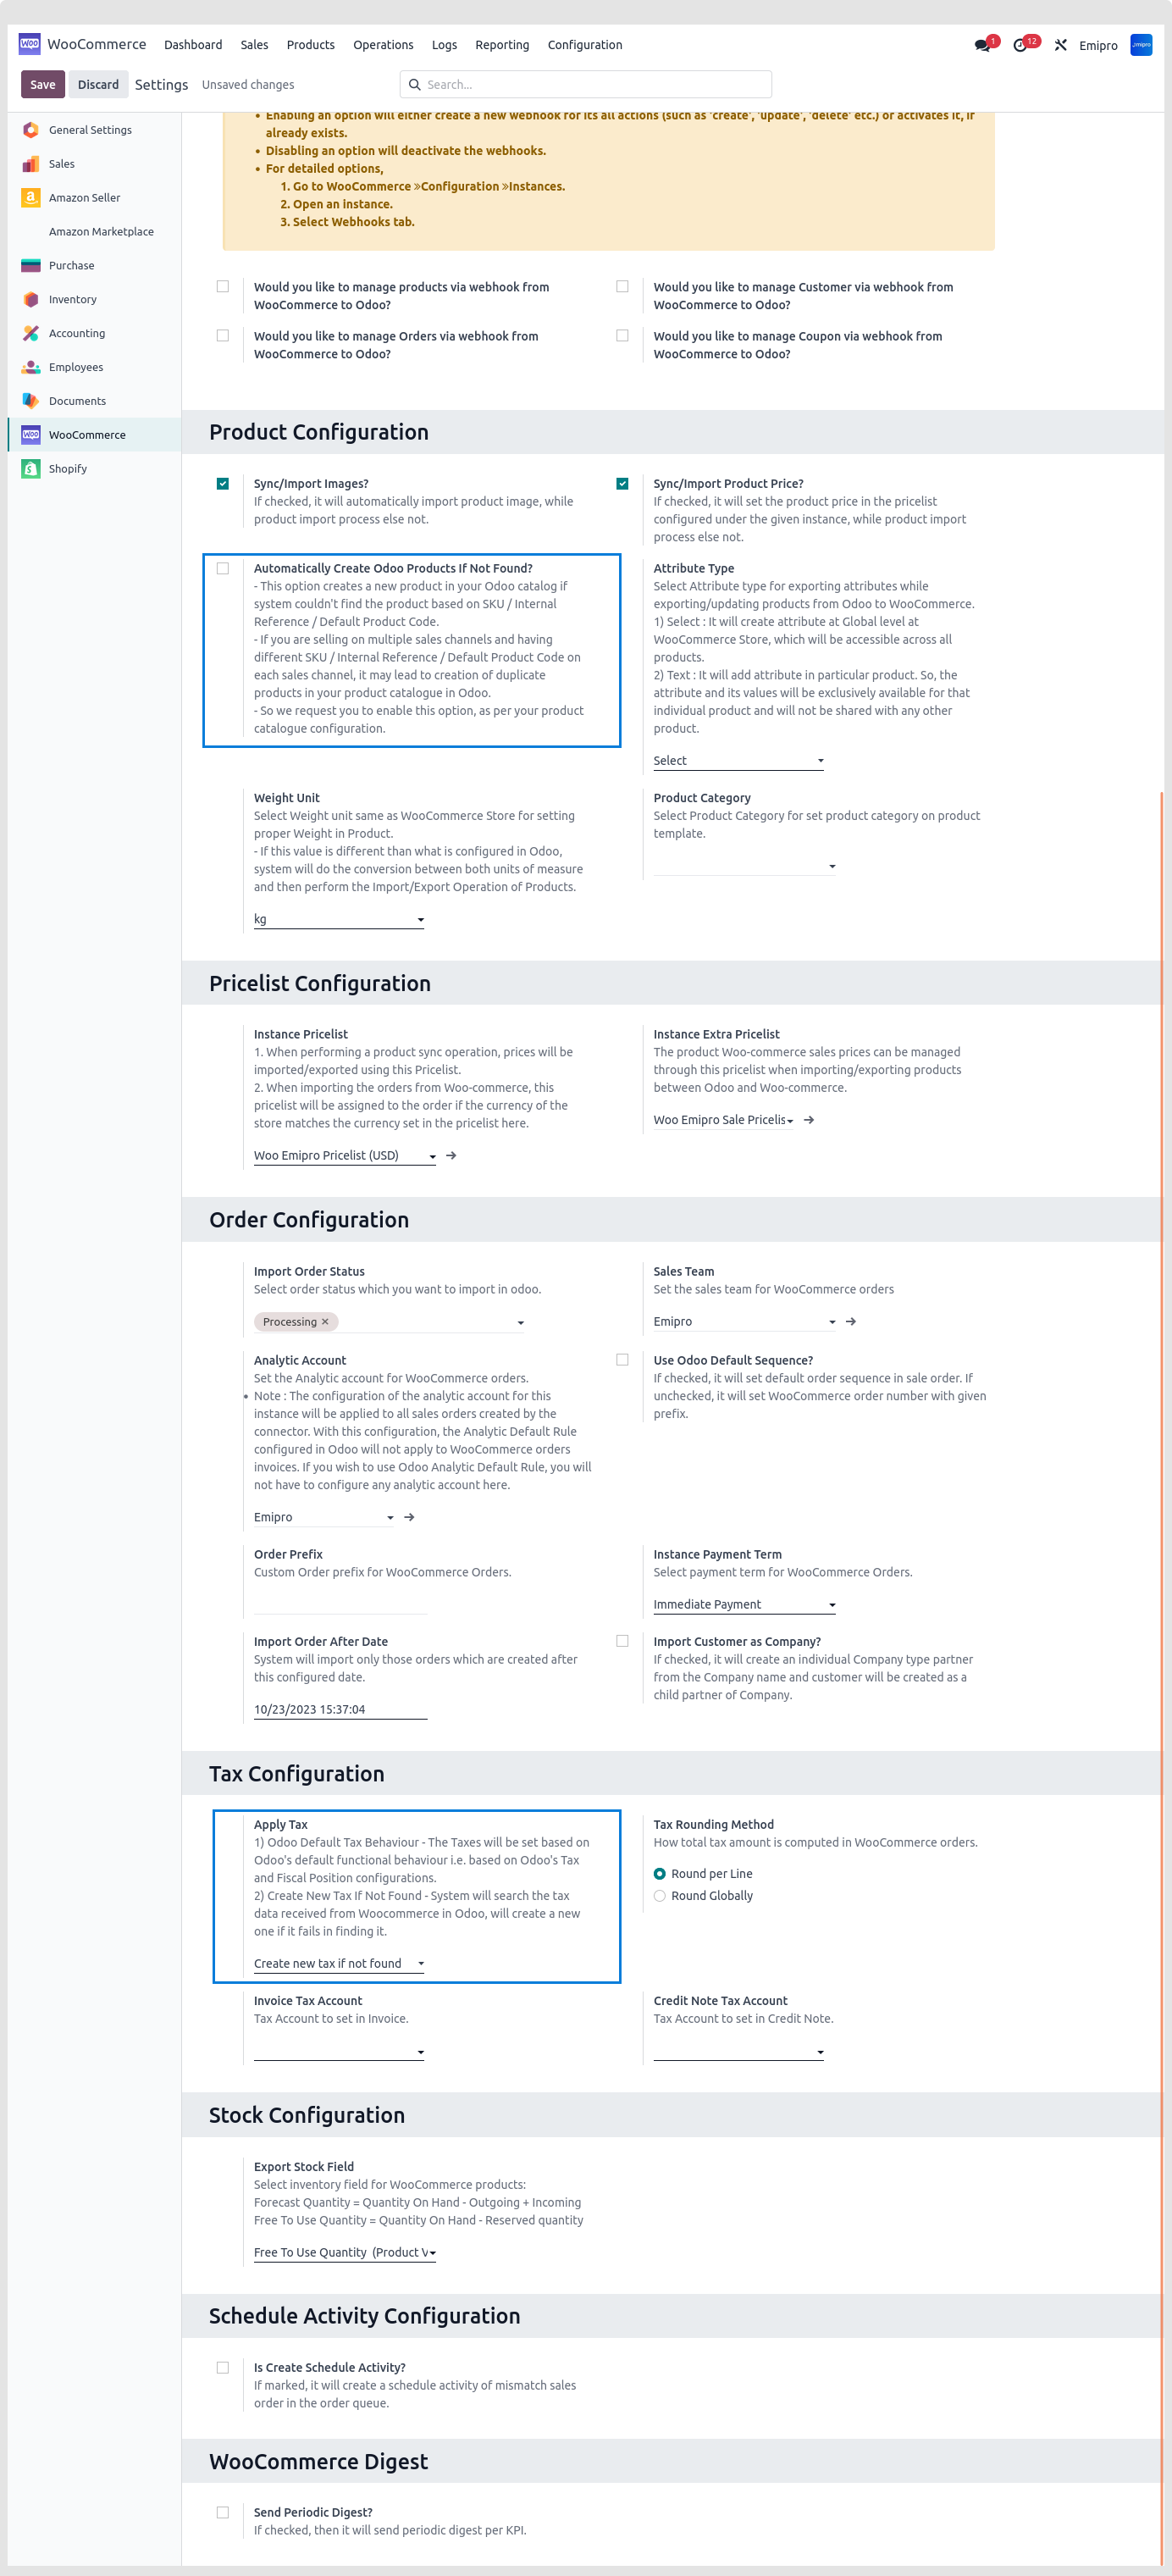 WooCommerce Dashboard Sales Products Operations Logs Reporting Configuration 1 12 Emipro
Save Discard Settings Unsaved changes Search...
General Settings
Sales
Amazon Seller
Amazon Marketplace
Purchase
Inventory
Accounting
Employees
Documents
WooCommerce
Shopify
• Enabling an option will either create a new webhook for its all actions (such as 'create', 'update', 'delete' etc.) or activates it, if
already exists.
• Disabling an option will deactivate the webhooks.
• For detailed options,
1. Go to WooCommerce »Configuration »Instances.
2. Open an instance.
3. Select Webhooks tab.
Would you like to manage products via webhook from
WooCommerce to Odoo?
Would you like to manage Customer via webhook from
WooCommerce to Odoo?
Would you like to manage Orders via webhook from
WooCommerce to Odoo?
Would you like to manage Coupon via webhook from
WooCommerce to Odoo?
Product Configuration
Sync/Import Images?
If checked, it will automatically import product image, while
product import process else not.
Sync/Import Product Price?
If checked, it will set the product price in the pricelist
configured under the given instance, while product import
process else not.
Automatically Create Odoo Products If Not Found?
- This option creates a new product in your Odoo catalog if
system couldn't find the product based on SKU / Internal
Reference / Default Product Code.
- If you are selling on multiple sales channels and having
different SKU / Internal Reference / Default Product Code on
each sales channel, it may lead to creation of duplicate
products in your product catalogue in Odoo.
- So we request you to enable this option, as per your product
catalogue configuration.
Attribute Type
Select Attribute type for exporting attributes while
exporting/updating products from Odoo to WooCommerce.
1) Select : It will create attribute at Global level at
WooCommerce Store, which will be accessible across all
products.
2) Text : It will add attribute in particular product. So, the
attribute and its values will be exclusively available for that
individual product and will not be shared with any other
product.
Select
Weight Unit
Select Weight unit same as WooCommerce Store for setting
proper Weight in Product.
- If this value is different than what is configured in Odoo,
system will do the conversion between both units of measure
and then perform the Import/Export Operation of Products.
kg
Product Category
Select Product Category for set product category on product
template.
Pricelist Configuration
Instance Pricelist
1. When performing a product sync operation, prices will be
imported/exported using this Pricelist.
2. When importing the orders from Woo-commerce, this
pricelist will be assigned to the order if the currency of the
store matches the currency set in the pricelist here.
Woo Emipro Pricelist (USD)
Instance Extra Pricelist
The product Woo-commerce sales prices can be managed
through this pricelist when importing/exporting products
between Odoo and Woo-commerce.
Woo Emipro Sale Pricelis
Order Configuration
Import Order Status
Select order status which you want to import in odoo.
Processing ×
Sales Team
Set the sales team for WooCommerce orders
Emipro
Analytic Account
Set the Analytic account for WooCommerce orders.
• Note : The configuration of the analytic account for this
instance will be applied to all sales orders created by the
connector. With this configuration, the Analytic Default Rule
configured in Odoo will not apply to WooCommerce orders
invoices. If you wish to use Odoo Analytic Default Rule, you will
not have to configure any analytic account here.
Emipro
Use Odoo Default Sequence?
If checked, it will set default order sequence in sale order. If
unchecked, it will set WooCommerce order number with given
prefix.
Order Prefix
Custom Order prefix for WooCommerce Orders.
Instance Payment Term
Select payment term for WooCommerce Orders.
Immediate Payment
Import Order After Date
System will import only those orders which are created after
this configured date.
10/23/2023 15:37:04
Import Customer as Company?
If checked, it will create an individual Company type partner
from the Company name and customer will be created as a
child partner of Company.
Tax Configuration
Apply Tax
1) Odoo Default Tax Behaviour - The Taxes will be set based on
Odoo's default functional behaviour i.e. based on Odoo's Tax
and Fiscal Position configurations.
2) Create New Tax If Not Found - System will search the tax
data received from Woocommerce in Odoo, will create a new
one if it fails in finding it.
Create new tax if not found
Tax Rounding Method
How total tax amount is computed in WooCommerce orders.
Round per Line
Round Globally
Invoice Tax Account
Tax Account to set in Invoice.
Credit Note Tax Account
Tax Account to set in Credit Note.
Stock Configuration
Export Stock Field
Select inventory field for WooCommerce products:
Forecast Quantity = Quantity On Hand - Outgoing + Incoming
Free To Use Quantity = Quantity On Hand - Reserved quantity
Free To Use Quantity (Product V
Schedule Activity Configuration
Is Create Schedule Activity?
If marked, it will create a schedule activity of mismatch sales
order in the order queue.
WooCommerce Digest
Send Periodic Digest?
If checked, then it will send periodic digest per KPI.